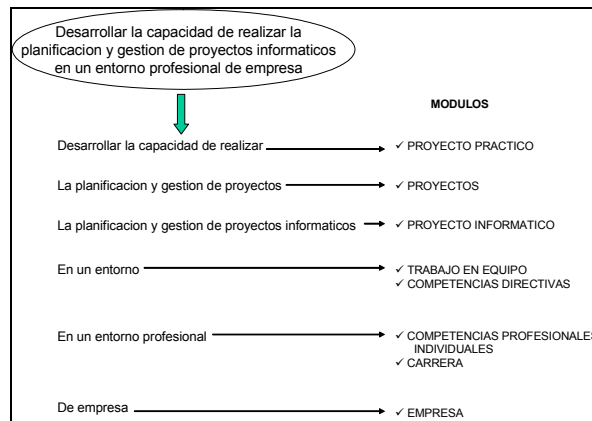 Desarrollar la capacidad de realizar la
planificacion y gestion de proyectos informaticos
en un entorno profesional de empresa
MODULOS
Desarrollar la capacidad de realizar
✓ PROYECTO PRACTICO
La planificacion y gestion de proyectos
✓ PROYECTOS
La planificacion y gestion de proyectos informaticos
✓ PROYECTO INFORMATICO
En un entorno
✓ TRABAJO EN EQUIPO
✓ COMPETENCIAS DIRECTIVAS
En un entorno profesional
✓ COMPETENCIAS PROFESIONALES
INDIVIDUALES
✓ CARRERA
De empresa
✓ EMPRESA